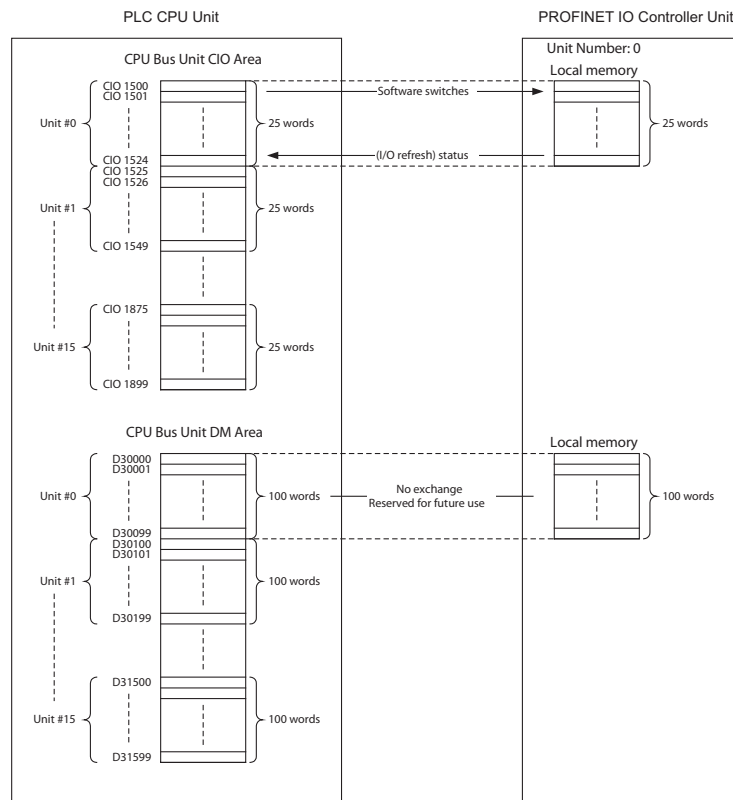 PLC CPU Unit
PROFINET IO Controller Unit
CPU Bus Unit CIO Area
Unit Number: 0
Local memory
CIO 1500
CIO 1501
Software switches
Unit #0
25 words
25 words
CIO 1524
(I/O refresh) status
CIO 1525
CIO 1526
Unit #1
25 words
CIO 1549
CIO 1875
Unit #15
25 words
CIO 1899
CPU Bus Unit DM Area
Local memory
D30000
D30001
Unit #0
100 words
No exchange
Reserved for future use
100 words
D30099
D30100
D30101
Unit #1
100 words
D30199
D31500
Unit #15
100 words
D31599